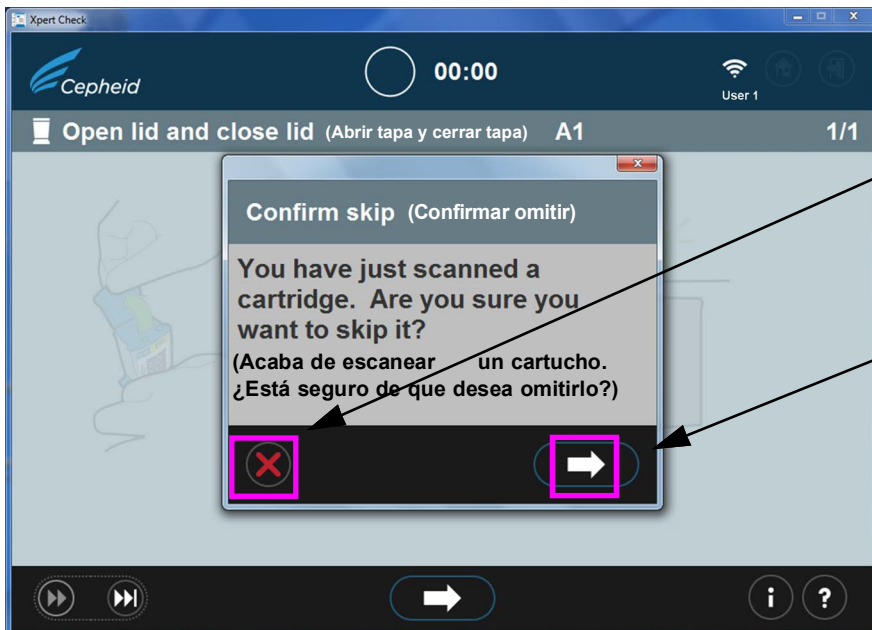 Xpert Check
Cepheid
00:00
User 1
Open lid and close lid (Abrir tapa y cerrar tapa) A1 1/1
Confirm skip (Confirmar omitir)
You have just scanned a
cartridge. Are you sure you
want to skip it?
(Acaba de escanear un cartucho.
¿Está seguro de que desea omitirlo?)
i ?